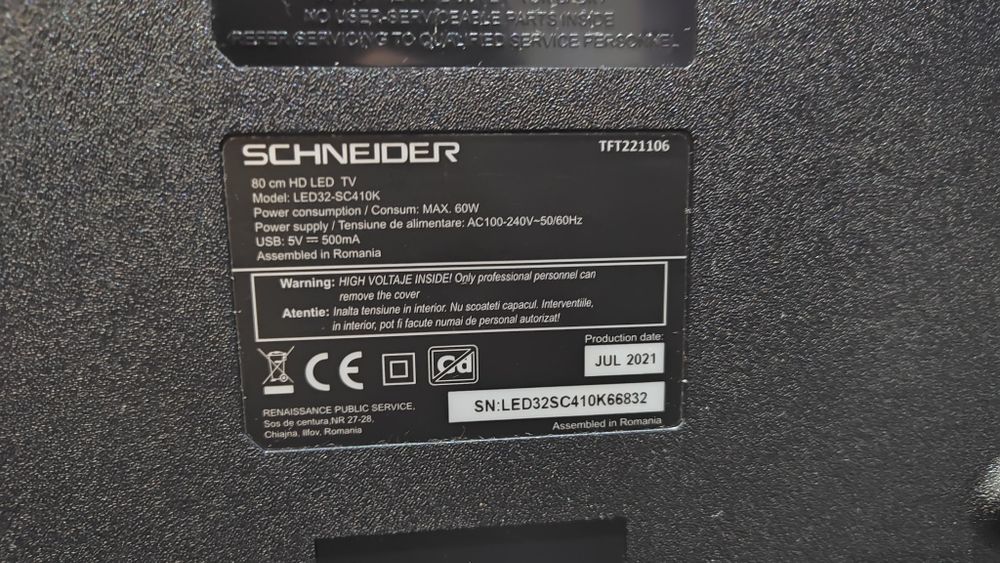 NO USER-SERVICEABLE PARTS INSIDE
REFER SERVICING TO QUALIFIED SERVICE PERSONNEL
SCHNEIDER
TFT221106
80 cm HD LED TV
Model: LED32-SC410K
Power consumption / Consum: MAX. 60W
Power supply / Tensiune de alimentare: AC100-240V~50/60Hz
USB: 5V ⎓ 500mA
Assembled in Romania
Warning: HIGH VOLTAJE INSIDE! Only professional personnel can
remove the cover
Atentie: Inalta tensiune in interior. Nu scoateti capacul. Interventiile,
in interior, pot fi facute numai de personal autorizat!
Production date:
JUL 2021
CE
Cd
SN:LED32SC410K66832
RENAISSANCE PUBLIC SERVICE,
Sos de centura,NR 27-28,
Chiajna, Ilfov, Romania
Assembled in Romania